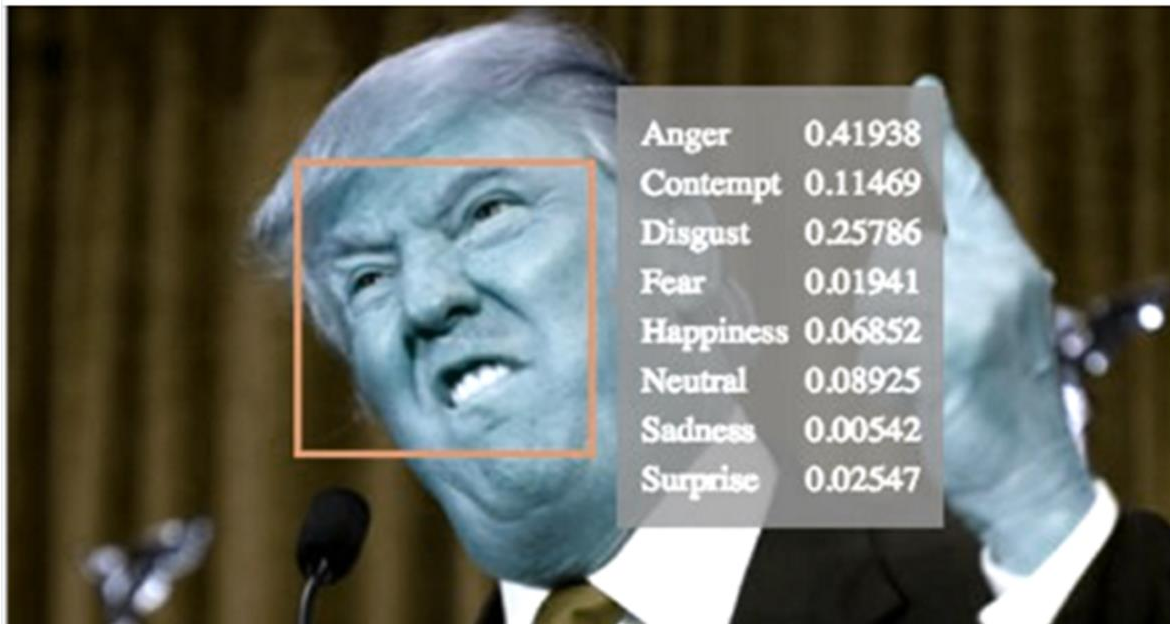 Anger 0.41938
Contempt 0.11469
Disgust 0.25786
Fear 0.01941
Happiness 0.06852
Neutral 0.08925
Sadness 0.00542
Surprise 0.02547